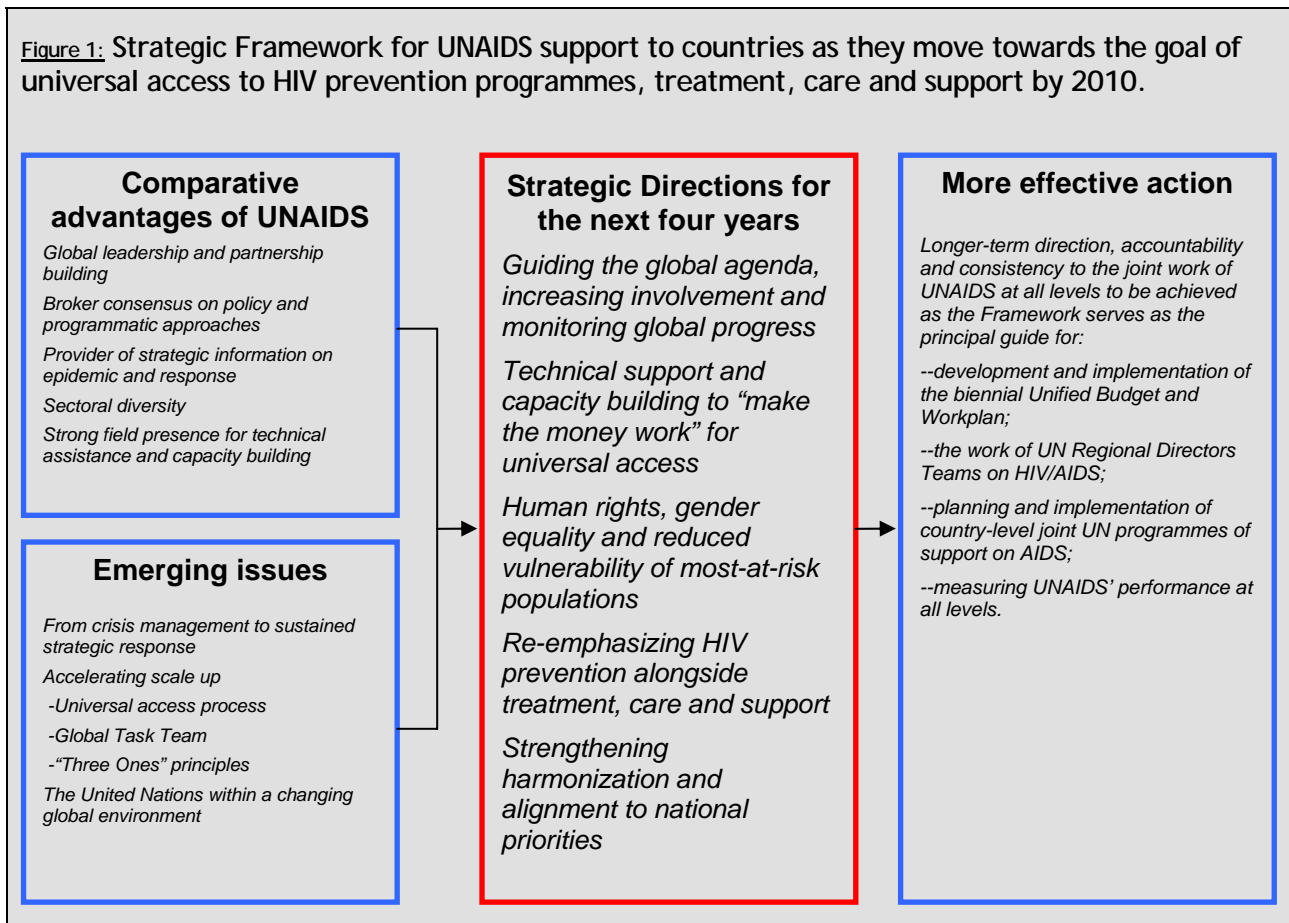 Figure 1: Strategic Framework for UNAIDS support to countries as they move towards the goal of
universal access to HIV prevention programmes, treatment, care and support by 2010.
Comparative
advantages of UNAIDS
Global leadership and partnership
building
Broker consensus on policy and
programmatic approaches
Provider of strategic information on
epidemic and response
Sectoral diversity
Strong field presence for technical
assistance and capacity building
Emerging issues
From crisis management to sustained
strategic response
Accelerating scale up
-Universal access process
-Global Task Team
-“Three Ones” principles
The United Nations within a changing
global environment
Strategic Directions for
the next four years
Guiding the global agenda,
increasing involvement and
monitoring global progress
Technical support and
capacity building to “make
the money work” for
universal access
Human rights, gender
equality and reduced
vulnerability of most-at-risk
populations
Re-emphasizing HIV
prevention alongside
treatment, care and support
Strengthening
harmonization and
alignment to national
priorities
More effective action
Longer-term direction, accountability
and consistency to the joint work of
UNAIDS at all levels to be achieved
as the Framework serves as the
principal guide for:
--development and implementation of
the biennial Unified Budget and
Workplan;
--the work of UN Regional Directors
Teams on HIV/AIDS;
--planning and implementation of
country-level joint UN programmes of
support on AIDS;
--measuring UNAIDS’ performance at
all levels.